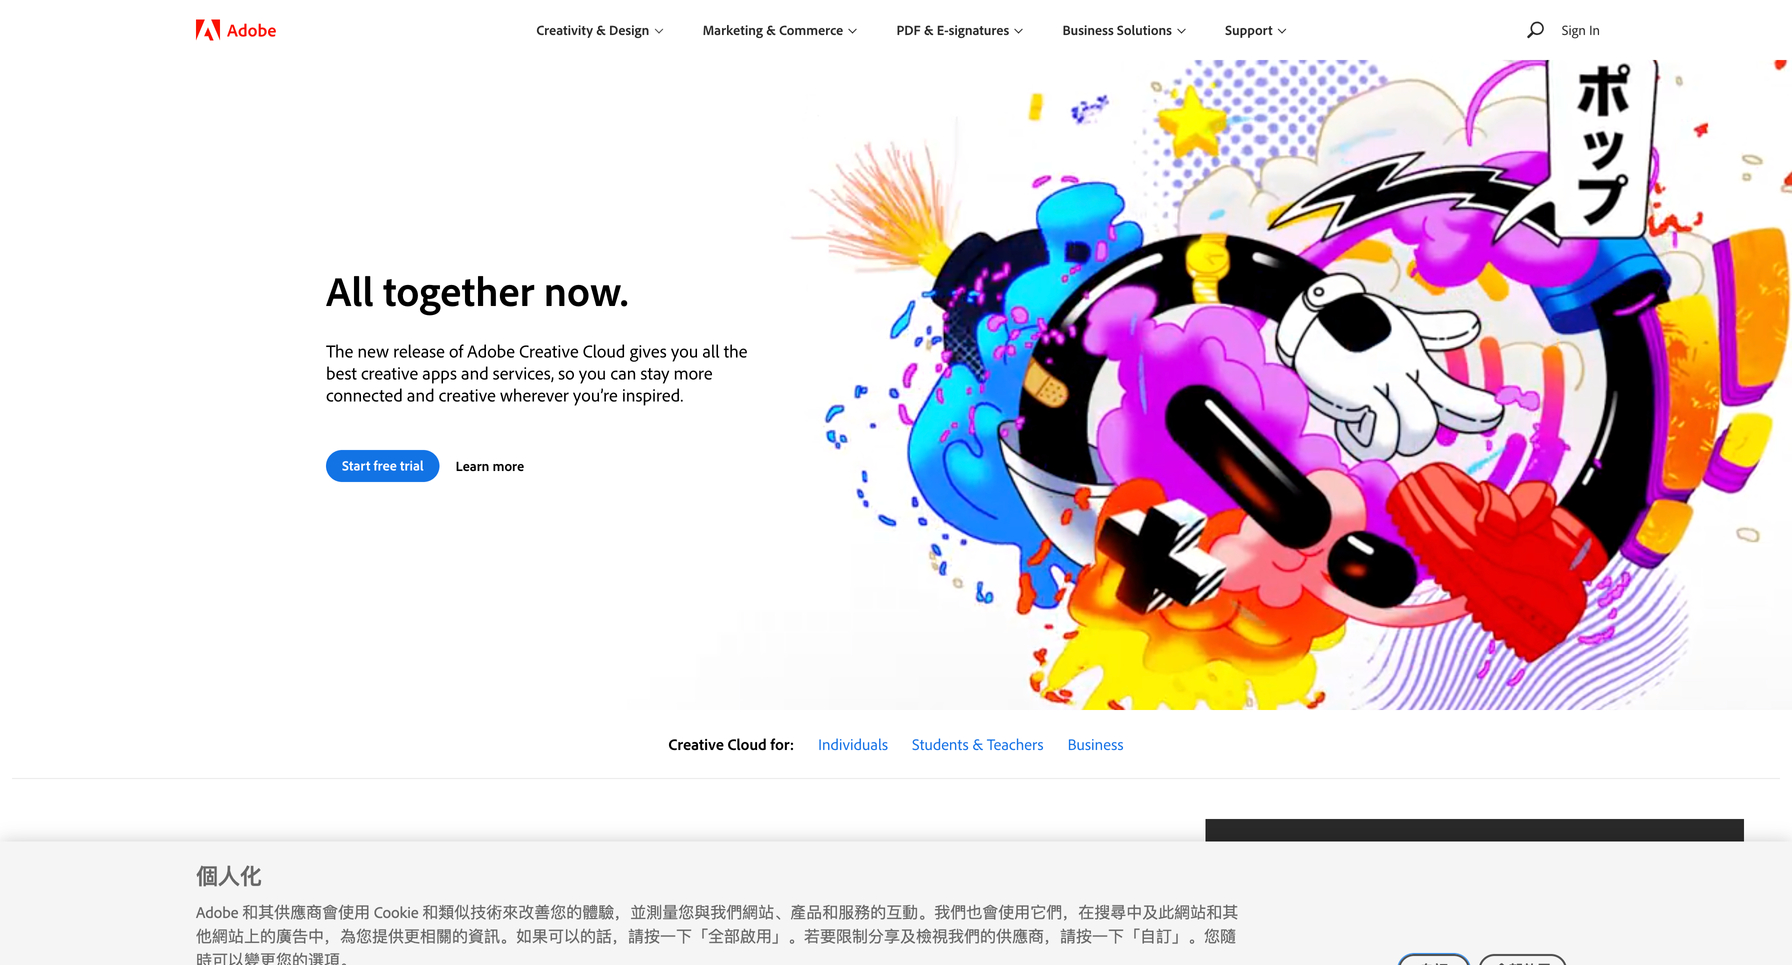 Adobe
Creativity & Design
Marketing & Commerce
PDF & E-signatures
Business Solutions
Support
Sign In
ポップ
All together now.
The new release of Adobe Creative Cloud gives you all the
best creative apps and services, so you can stay more
connected and creative wherever you're inspired.
Start free trial
Learn more
Creative Cloud for:
Individuals
Students & Teachers
Business
個人化
Adobe 和其供應商會使用 Cookie 和類似技術來改善您的體驗，並測量您與我們網站、產品和服務的互動。我們也會使用它們，在搜尋中及此網站和其
他網站上的廣告中，為您提供更相關的資訊。如果可以的話，請按一下「全部啟用」。若要限制分享及檢視我們的供應商，請按一下「自訂」。您隨
時可以變更您的選項。